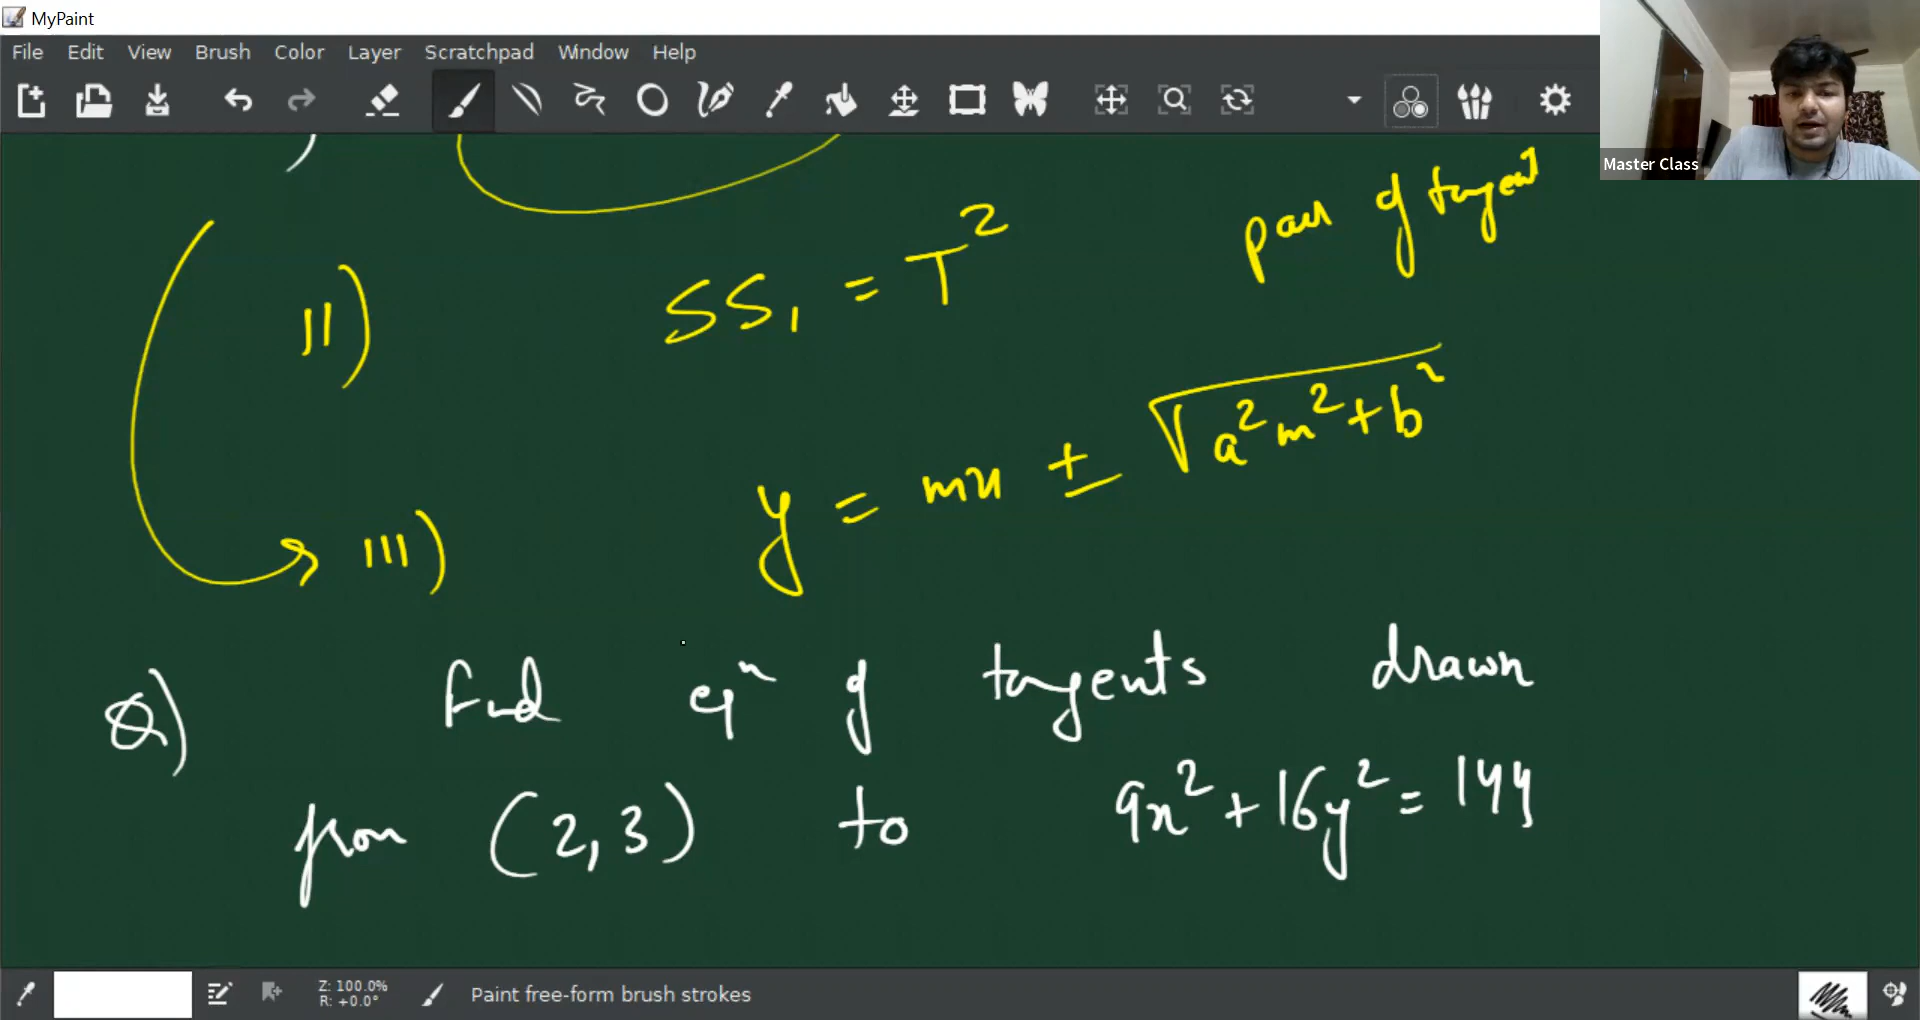 MyPaint
File Edit View Brush Color Layer Scratchpad Window Help
Master Class
pair of tangent
II) SS₁ = T²
III) y = mx ± √a²m²+b²
Q) Find eqⁿ of tangents drawn
from (2,3) to 9x²+16y² = 144
Z: 100.0%
R: +0.0°
Paint free-form brush strokes